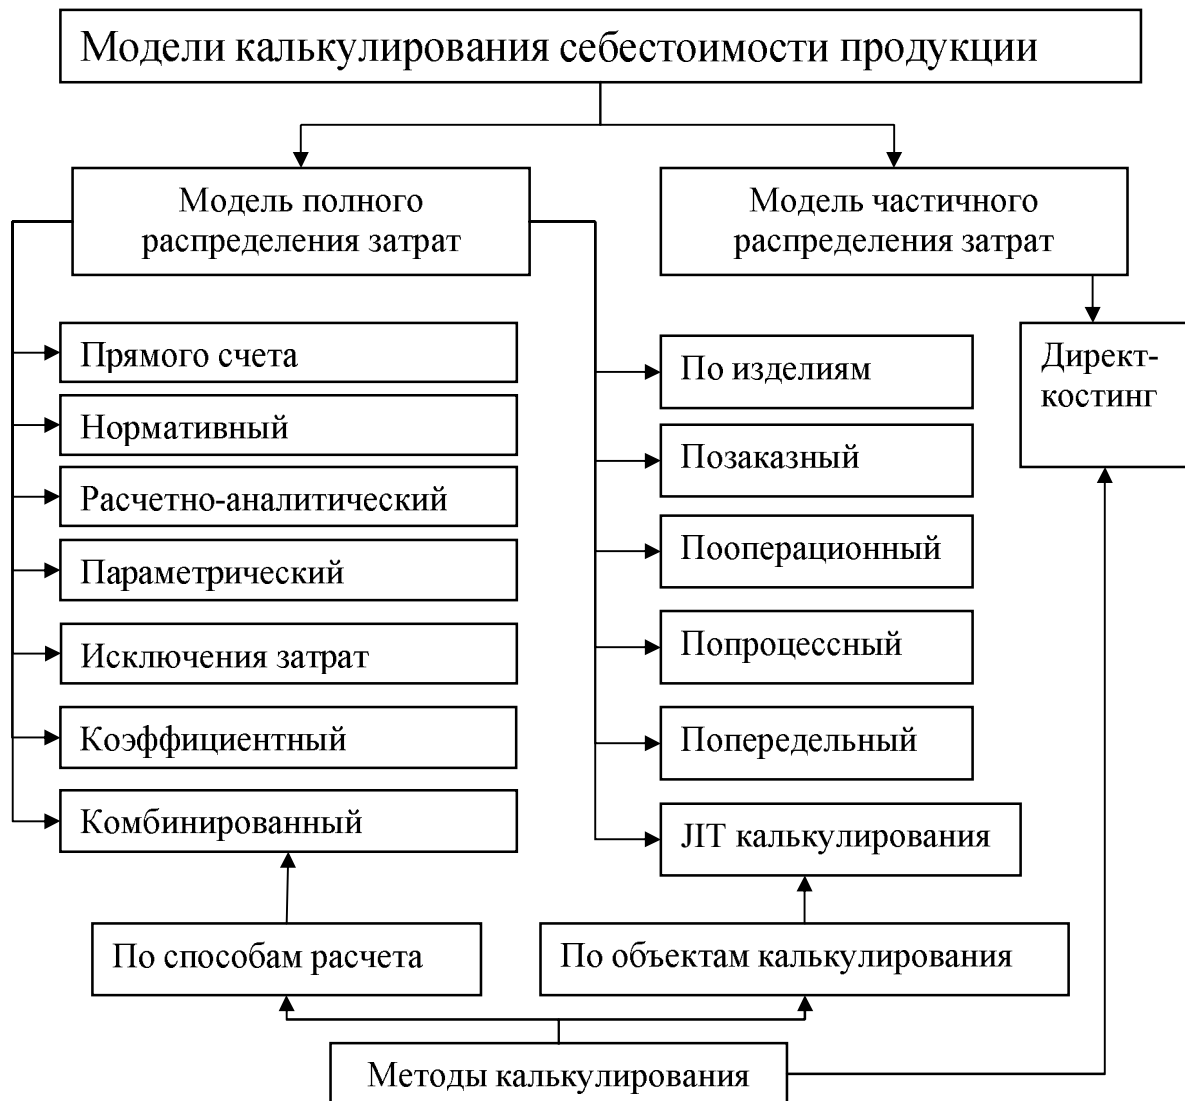 Модели калькулирования себестоимости продукции
Модель полного
распределения затрат
Модель частичного
распределения затрат
Прямого счета
Нормативный
Расчетно-аналитический
Параметрический
Исключения затрат
Коэффициентный
Комбинированный
По изделиям
Позаказный
Пооперационный
Попроцессный
Попередельный
JIT калькулирования
Директ-
костинг
По способам расчета
По объектам калькулирования
Методы калькулирования